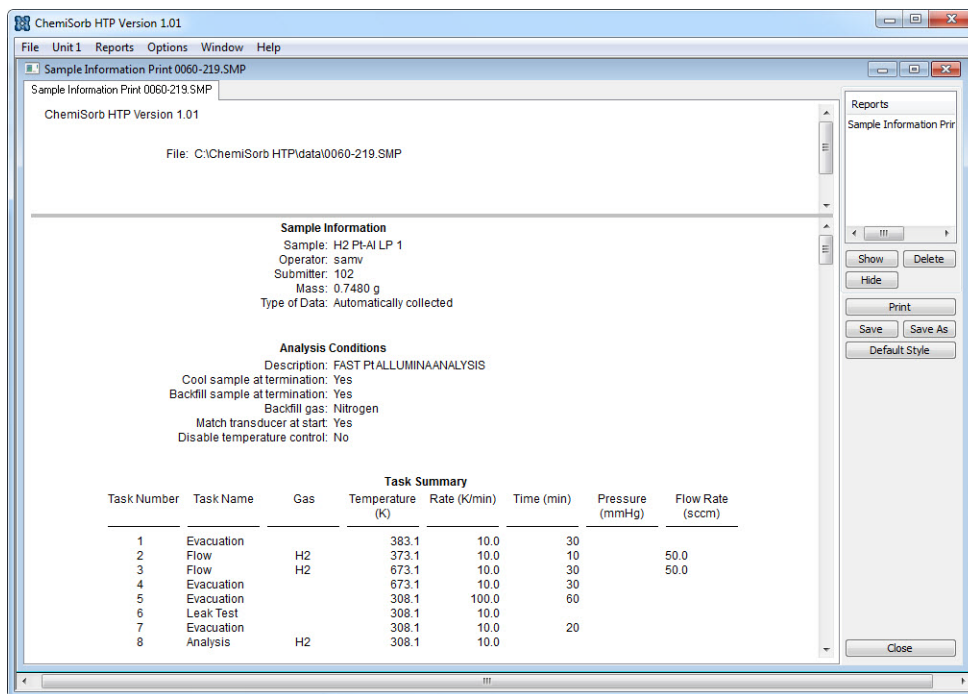 ChemiSorb HTP Version 1.01
File Unit 1 Reports Options Window Help
Sample Information Print 0060-219.SMP
Sample Information Print 0060-219.SMP
ChemiSorb HTP Version 1.01
File: C:\ChemiSorb HTP\data\0060-219.SMP
Sample Information
Sample: H2 Pt-Al LP 1
Operator: samv
Submitter: 102
Mass: 0.7480 g
Type of Data: Automatically collected
Analysis Conditions
Description: FAST Pt ALLUMINA ANALYSIS
Cool sample at termination: Yes
Backfill sample at termination: Yes
Backfill gas: Nitrogen
Match transducer at start: Yes
Disable temperature control: No
Task Summary
Task Number Task Name Gas Temperature (K) Rate (K/min) Time (min) Pressure (mmHg) Flow Rate (sccm)
1 Evacuation 383.1 10.0 30
2 Flow H2 373.1 10.0 10 50.0
3 Flow H2 673.1 10.0 30 50.0
4 Evacuation 673.1 10.0 30
5 Evacuation 308.1 100.0 60
6 Leak Test 308.1 10.0
7 Evacuation 308.1 10.0 20
8 Analysis H2 308.1 10.0
Reports
Sample Information Prin
Show Delete
Hide
Print
Save Save As
Default Style
Close